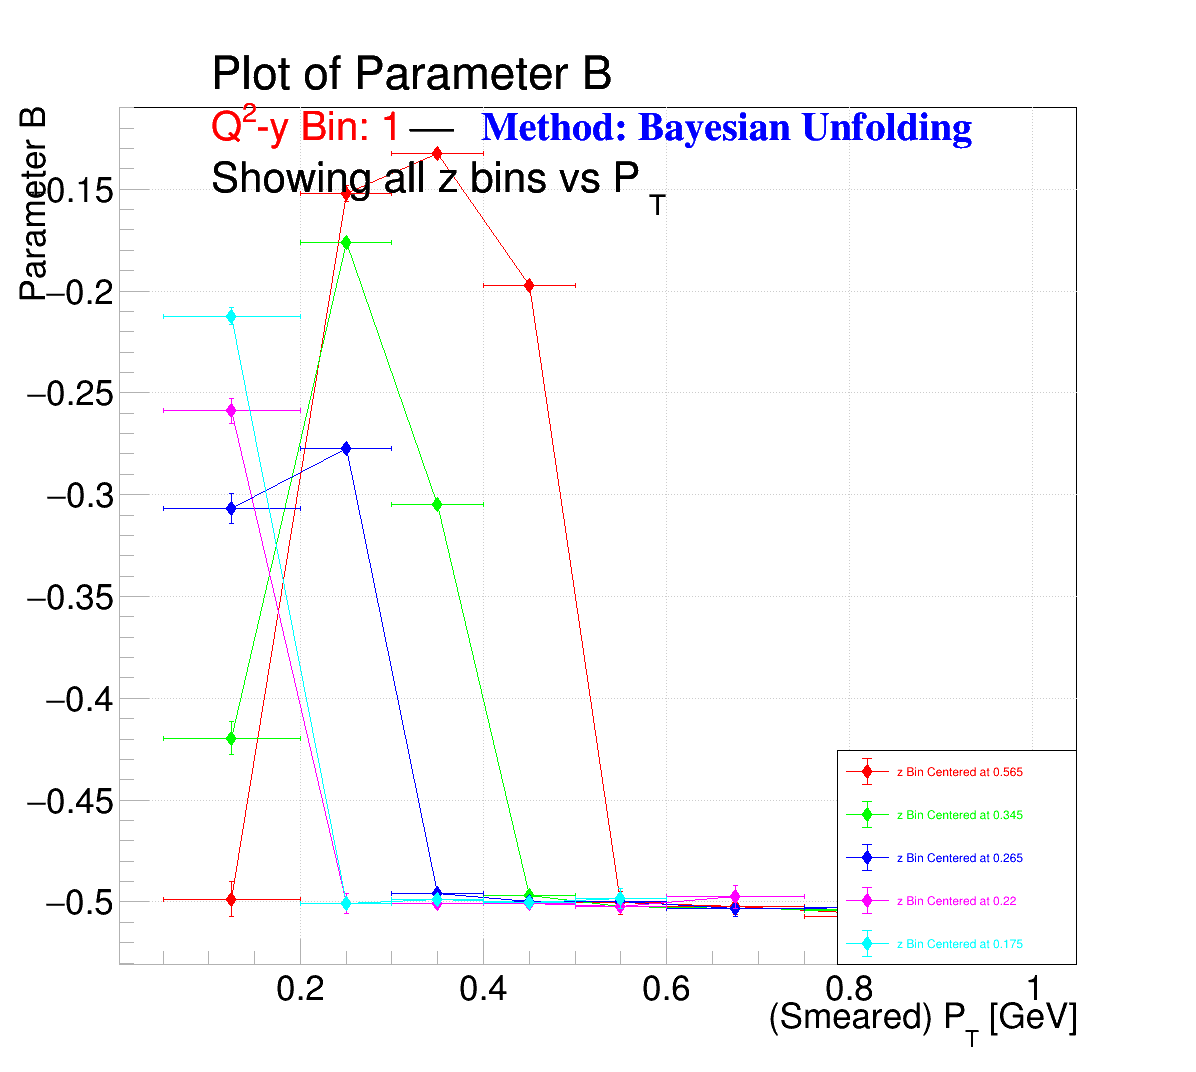 Plot of Parameter B
Q²-y Bin: 1 — Method: Bayesian Unfolding
Showing all z bins vs P_T
Parameter B
0.15
−0.2
−0.25
−0.3
−0.35
−0.4
−0.45
−0.5
z Bin Centered at 0.565
z Bin Centered at 0.345
z Bin Centered at 0.265
z Bin Centered at 0.22
z Bin Centered at 0.175
0.2 0.4 0.6 0.8 1
(Smeared) P_T [GeV]